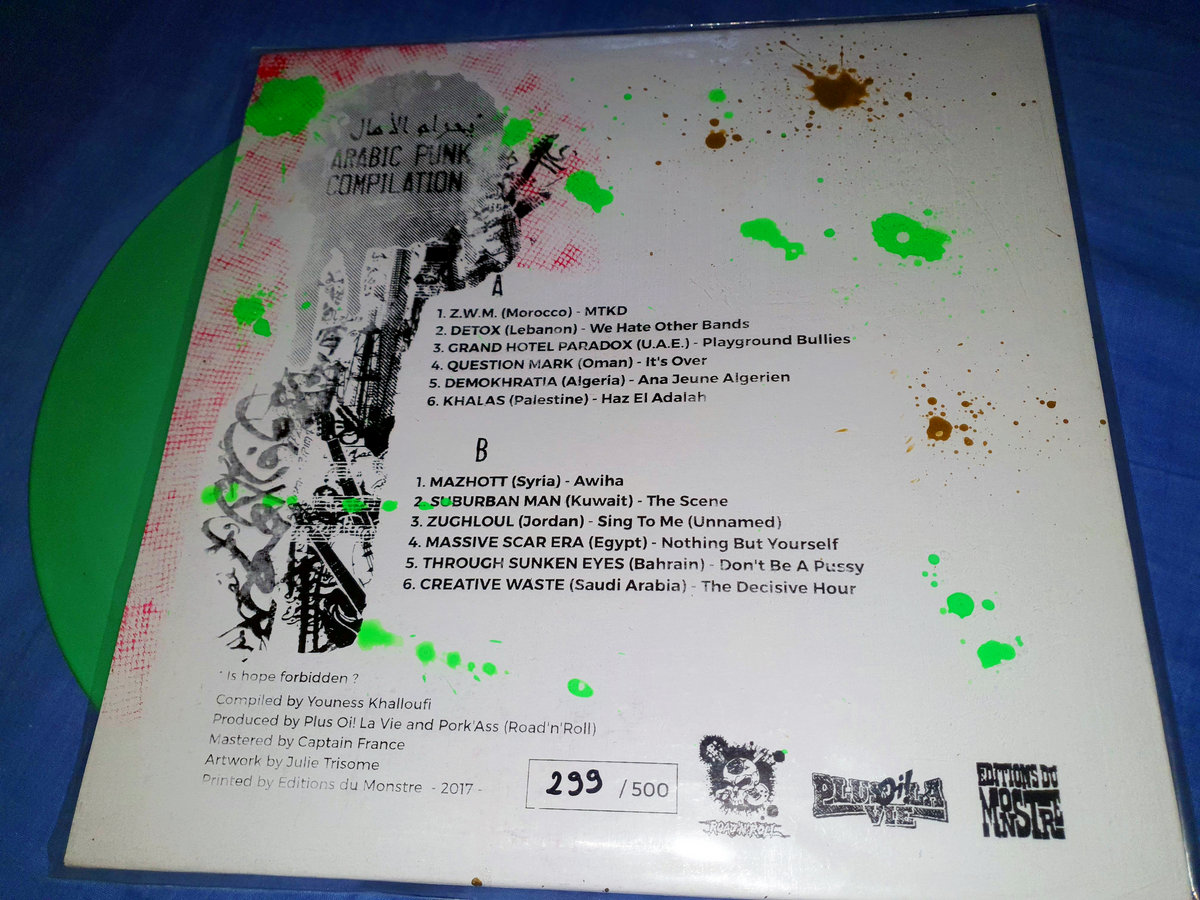 ARABIC PUNK
COMPILATION
A
1. Z.W.M. (Morocco) - MTKD
2. DETOX (Lebanon) - We Hate Other Bands
3. GRAND HOTEL PARADOX (U.A.E.) - Playground Bullies
4. QUESTION MARK (Oman) - It's Over
5. DEMOKHRATIA (Algeria) - Ana Jeune Algerien
6. KHALAS (Palestine) - Haz El Adalah
B
1. MAZHOTT (Syria) - Awiha
2. SUBURBAN MAN (Kuwait) - The Scene
3. ZUGHLOUL (Jordan) - Sing To Me (Unnamed)
4. MASSIVE SCAR ERA (Egypt) - Nothing But Yourself
5. THROUGH SUNKEN EYES (Bahrain) - Don't Be A Pussy
6. CREATIVE WASTE (Saudi Arabia) - The Decisive Hour
* Is hope forbidden ?
Compiled by Youness Khalloufi
Produced by Plus Oi! La Vie and Pork'Ass (Road'n'Roll)
Mastered by Captain France
Artwork by Julie Trisome
Printed by Editions du Monstre - 2017 -
299 / 500
ROAD'N'ROLL
PLUS Oi! LA
VIE
EDITIONS DU
MONSTRE